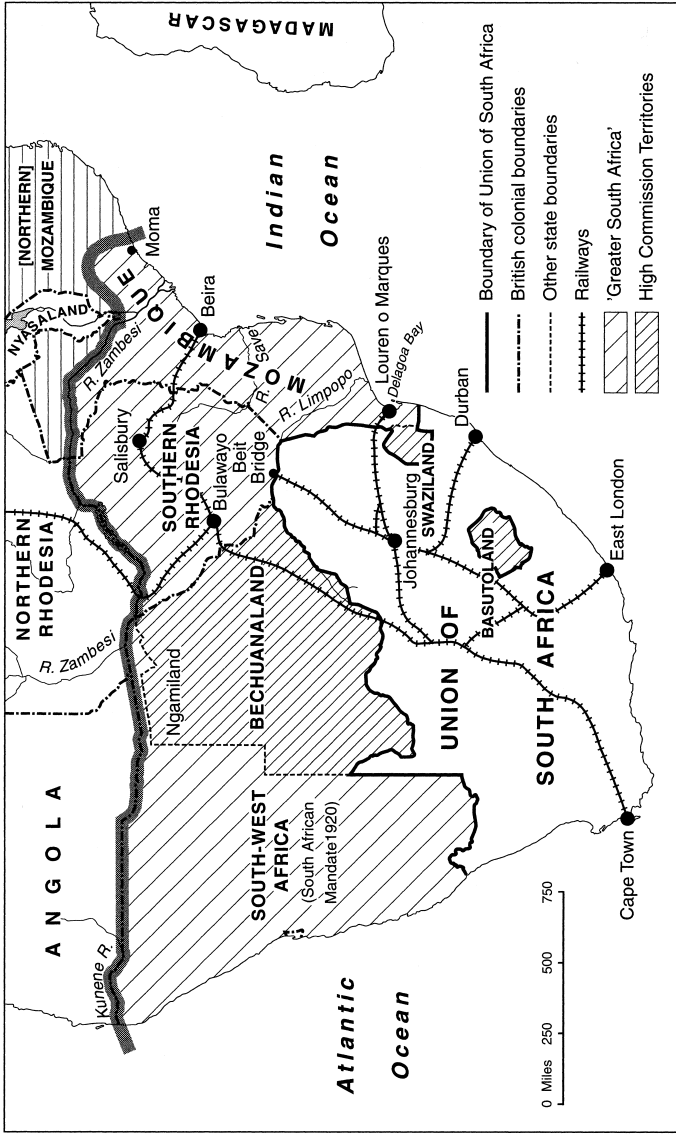 MADAGASCAR
[NORTHERN]
MOZAMBIQUE
NYASALAND
Moma
NORTHERN
RHODESIA
ANGOLA
Kunene R.
R. Zambesi
R. Zambesi
MOZAMBIQUE
Beira
Salisbury
R. Save
SOUTHERN
RHODESIA
Bulawayo
Beit
Bridge
R. Limpopo
Ngamiland
BECHUANALAND
SOUTH-WEST
AFRICA
(South African
Mandate1920)
Louren o Marques
Delagoa Bay
Johannesburg
SWAZILAND
Durban
BASUTOLAND
UNION OF
SOUTH AFRICA
East London
Cape Town
Indian
Ocean
Atlantic
Ocean
0 Miles 250 500 750
Boundary of Union of South Africa
British colonial boundaries
Other state boundaries
Railways
'Greater South Africa'
High Commission Territories